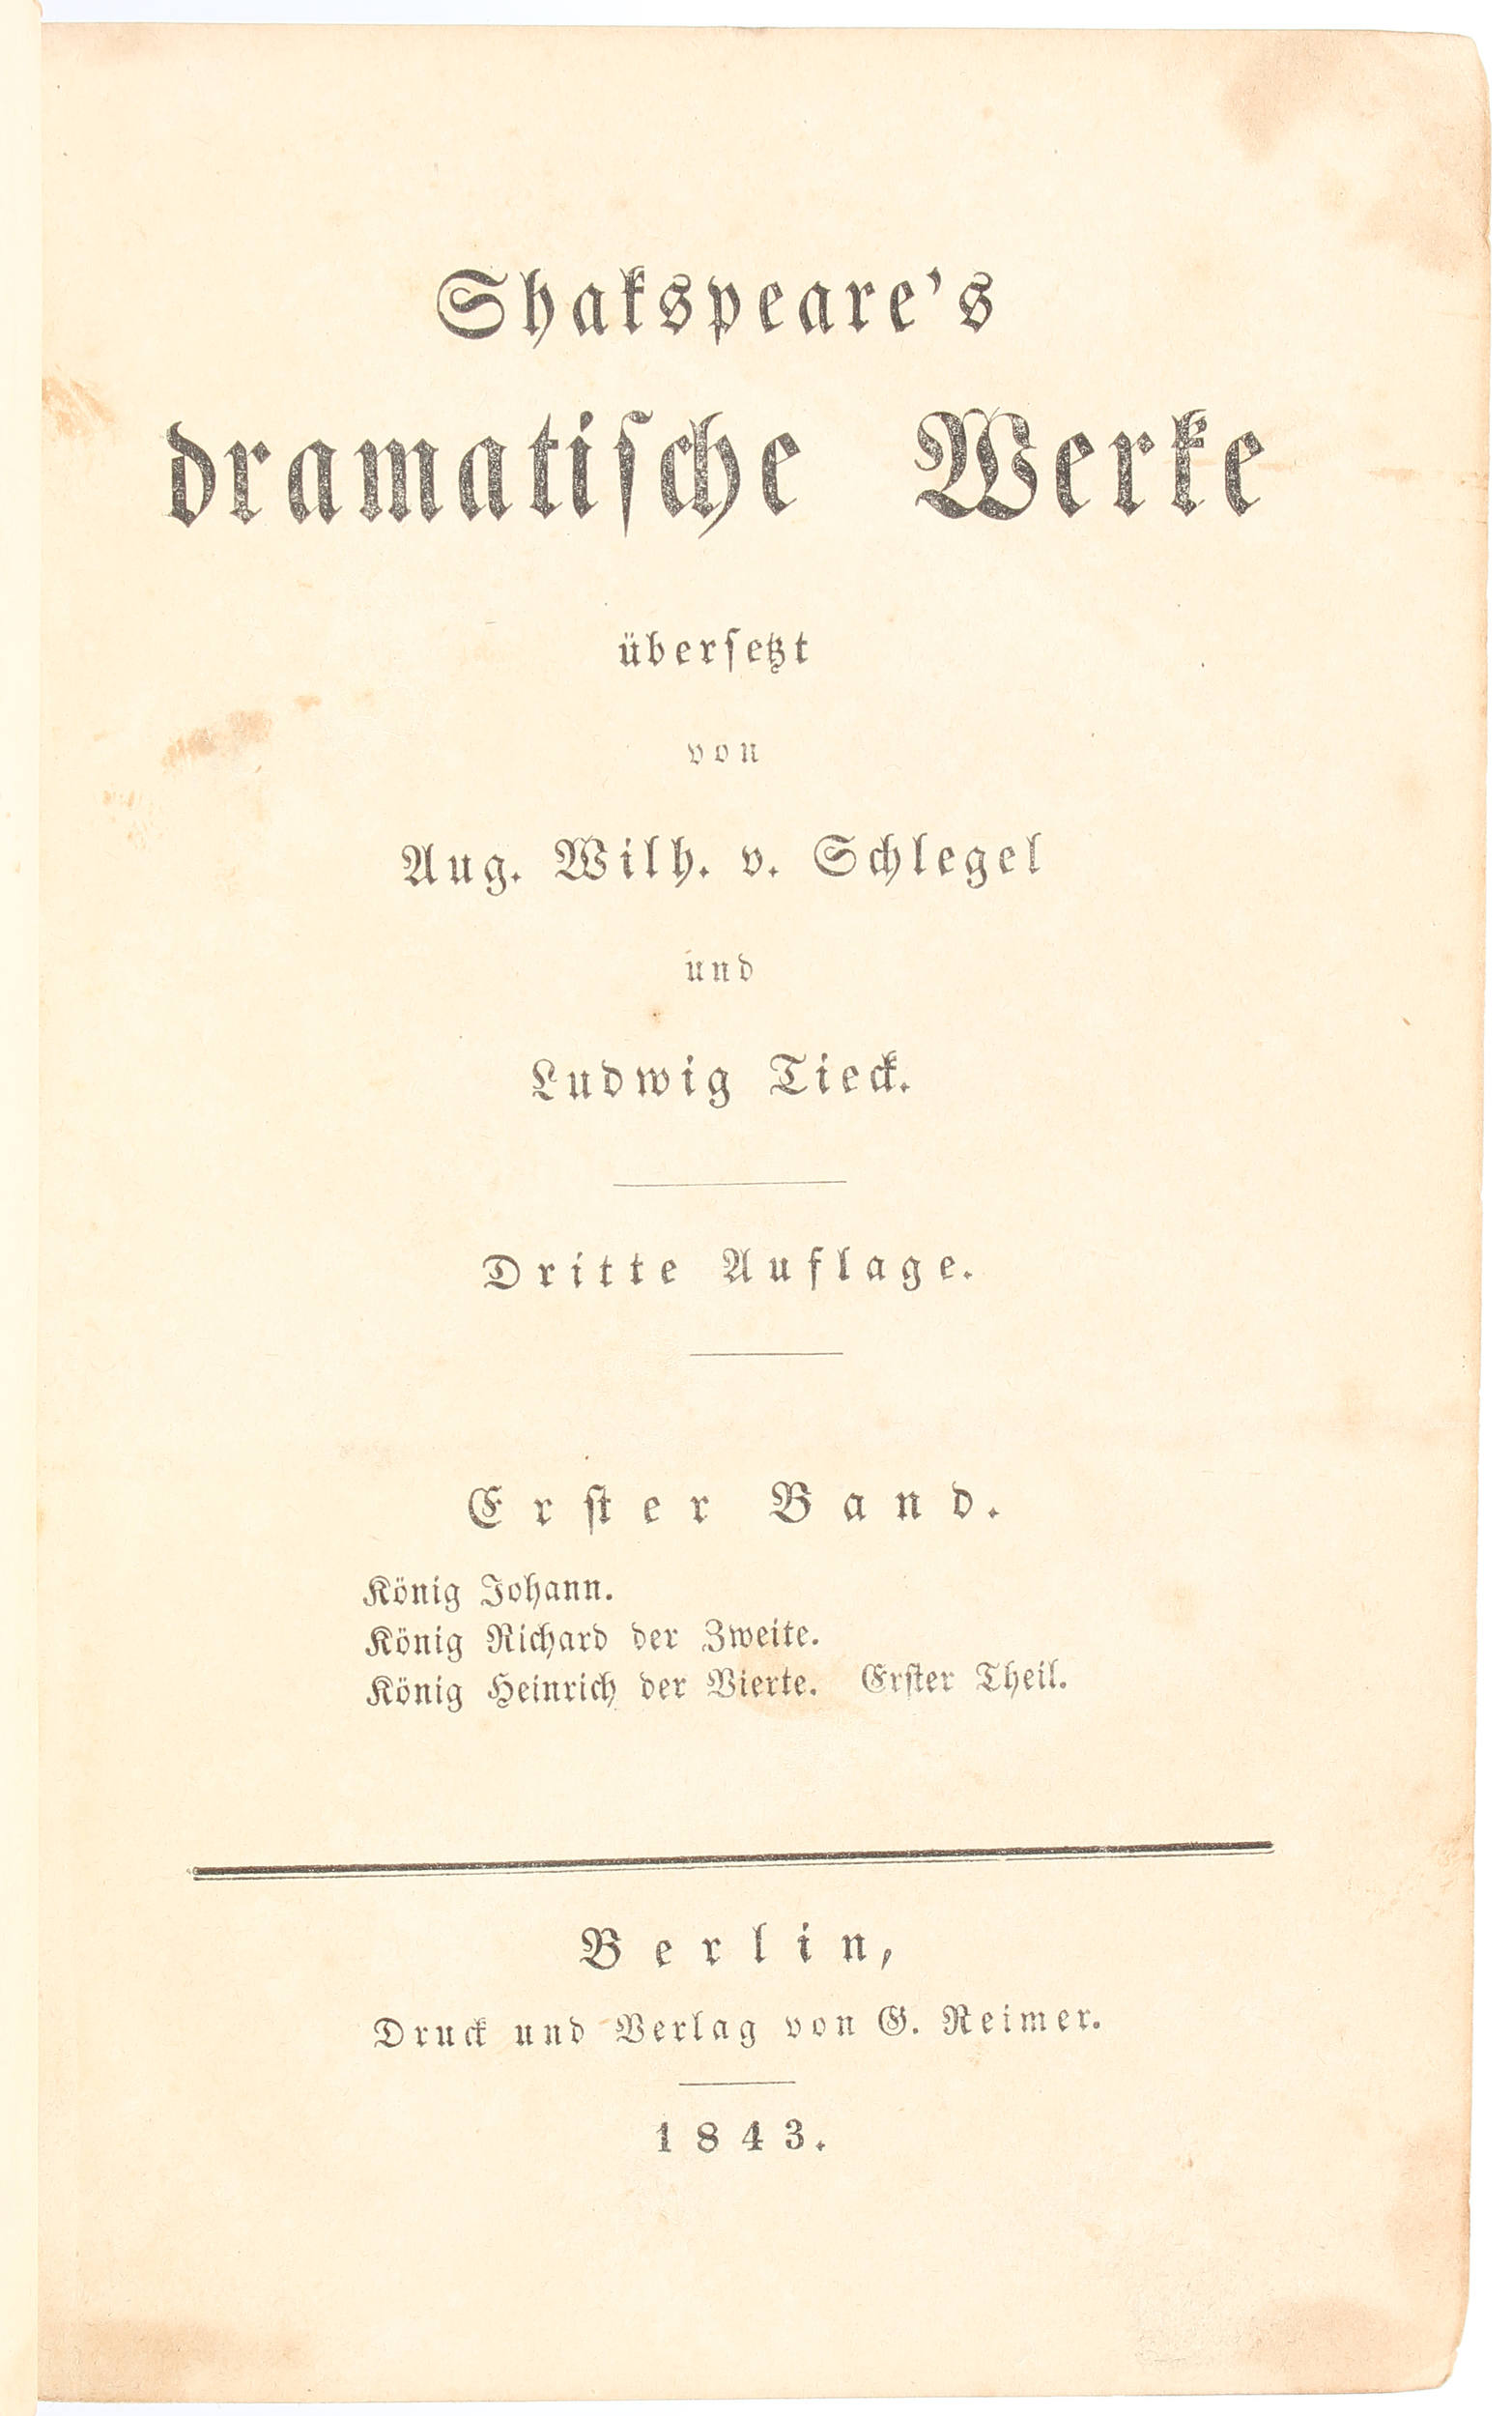 Shakspeare's
dramatiſche Werke
überſetzt
von
Aug. Wilh. v. Schlegel
und
Ludwig Tieck.
Dritte Auflage.
Erſter Band.
König Johann.
König Richard der Zweite.
König Heinrich der Vierte. Erſter Theil.
Berlin,
Druck und Verlag von G. Reimer.
1843.